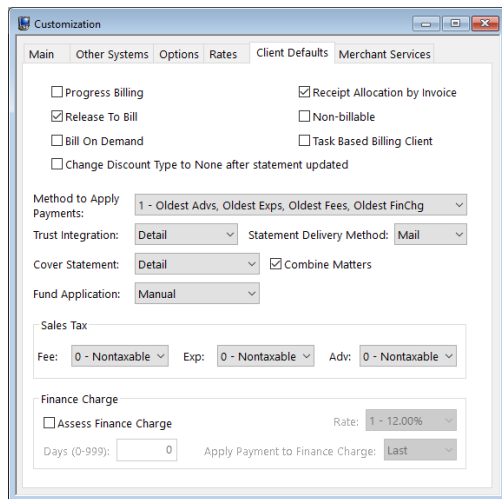 Customization
Main Other Systems Options Rates Client Defaults Merchant Services
Progress Billing Receipt Allocation by Invoice
Release To Bill Non-billable
Bill On Demand Task Based Billing Client
Change Discount Type to None after statement updated
Method to Apply
Payments: 1 - Oldest Advs, Oldest Exps, Oldest Fees, Oldest FinChg
Trust Integration: Detail Statement Delivery Method: Mail
Cover Statement: Detail Combine Matters
Fund Application: Manual
Sales Tax
Fee: 0 - Nontaxable Exp: 0 - Nontaxable Adv: 0 - Nontaxable
Finance Charge
Assess Finance Charge Rate: 1 - 12.00%
Days (0-999): 0 Apply Payment to Finance Charge: Last